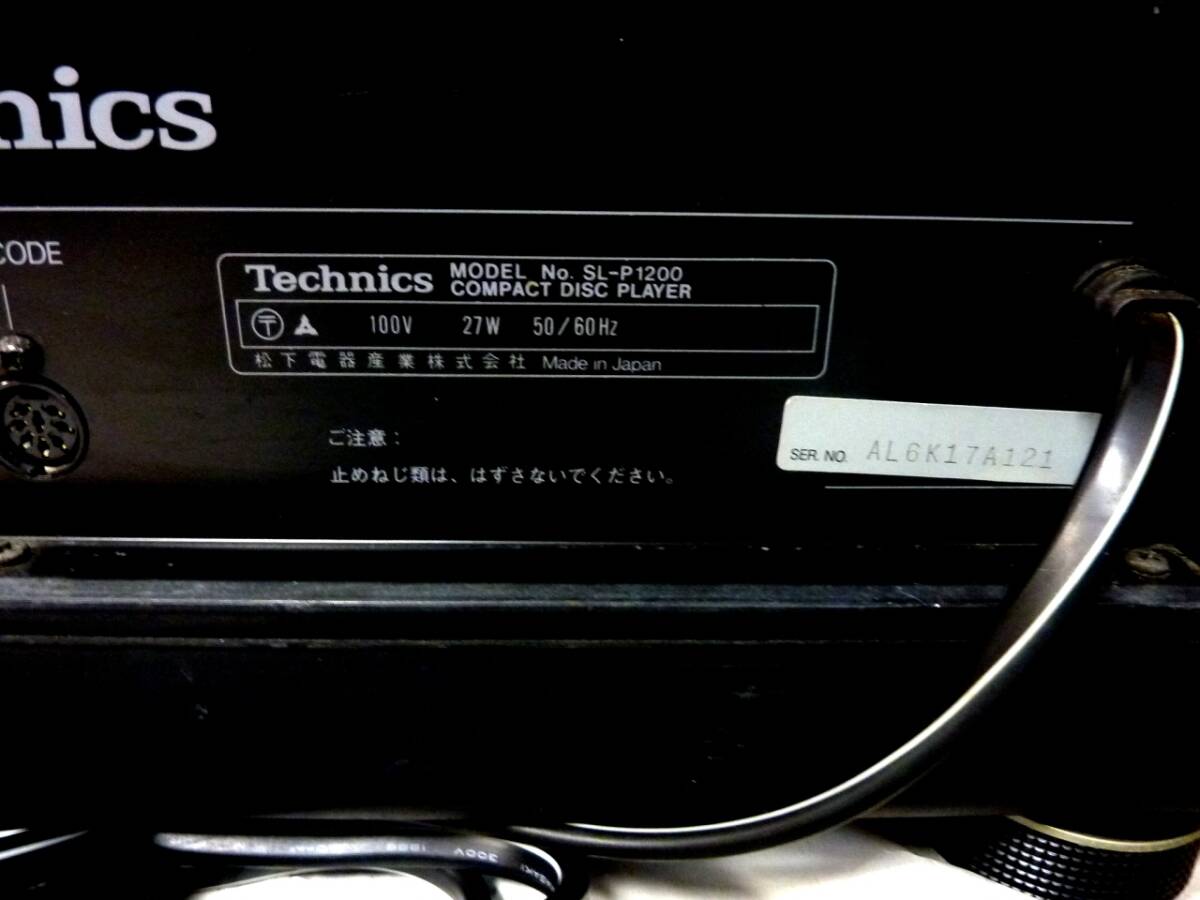 nics
CODE
Technics MODEL No. SL-P1200
COMPACT DISC PLAYER
〒 100V 27W 50/60Hz
松下電器産業株式会社 Made in Japan
ご注意：
止めねじ類は、はずさないでください。
SER. NO. AL6K17A121
1986 300V